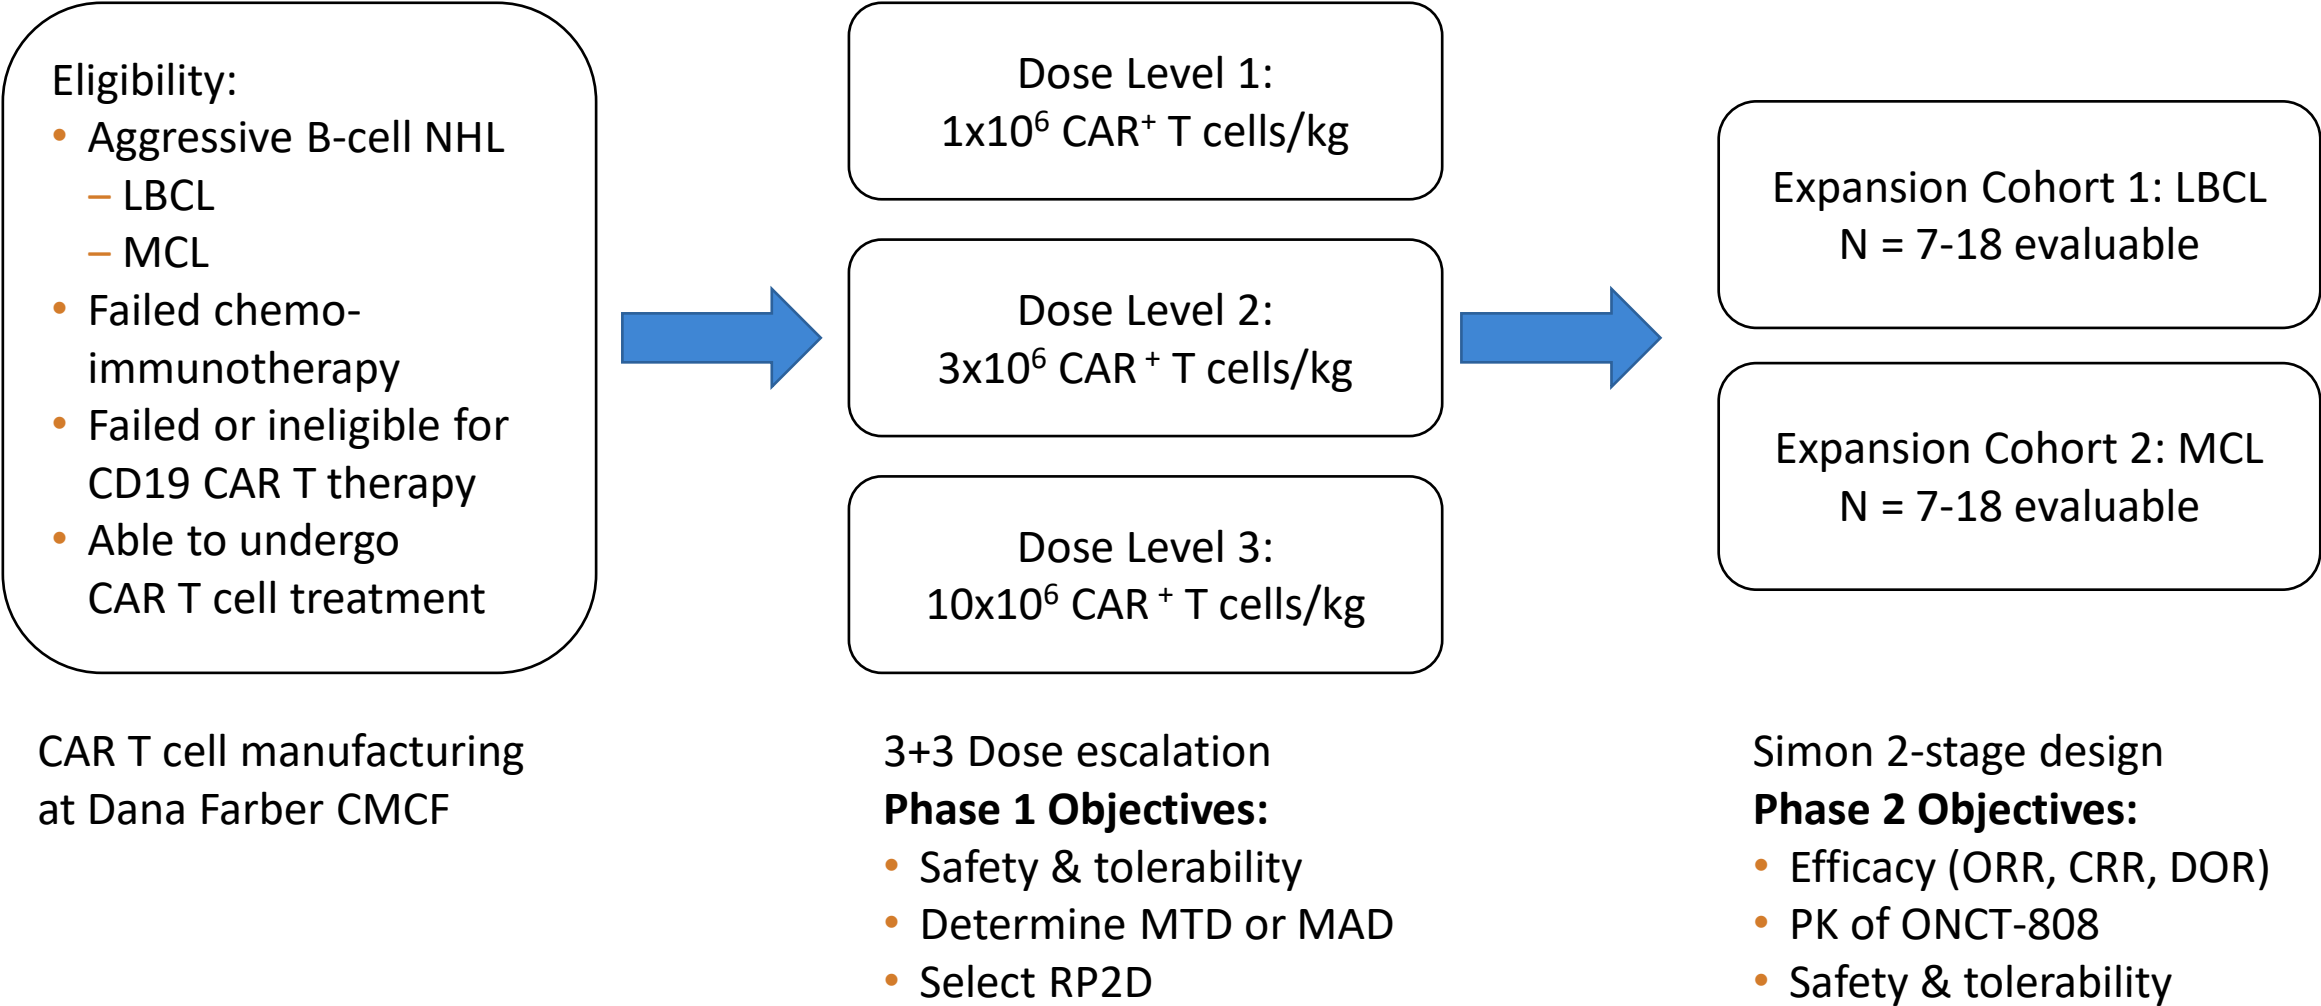 Eligibility:
• Aggressive B-cell NHL
– LBCL
– MCL
• Failed chemo-
immunotherapy
• Failed or ineligible for
CD19 CAR T therapy
• Able to undergo
CAR T cell treatment
CAR T cell manufacturing
at Dana Farber CMCF
Dose Level 1:
1x10⁶ CAR⁺ T cells/kg
Dose Level 2:
3x10⁶ CAR ⁺ T cells/kg
Dose Level 3:
10x10⁶ CAR ⁺ T cells/kg
3+3 Dose escalation
Phase 1 Objectives:
• Safety & tolerability
• Determine MTD or MAD
• Select RP2D
Expansion Cohort 1: LBCL
N = 7-18 evaluable
Expansion Cohort 2: MCL
N = 7-18 evaluable
Simon 2-stage design
Phase 2 Objectives:
• Efficacy (ORR, CRR, DOR)
• PK of ONCT-808
• Safety & tolerability